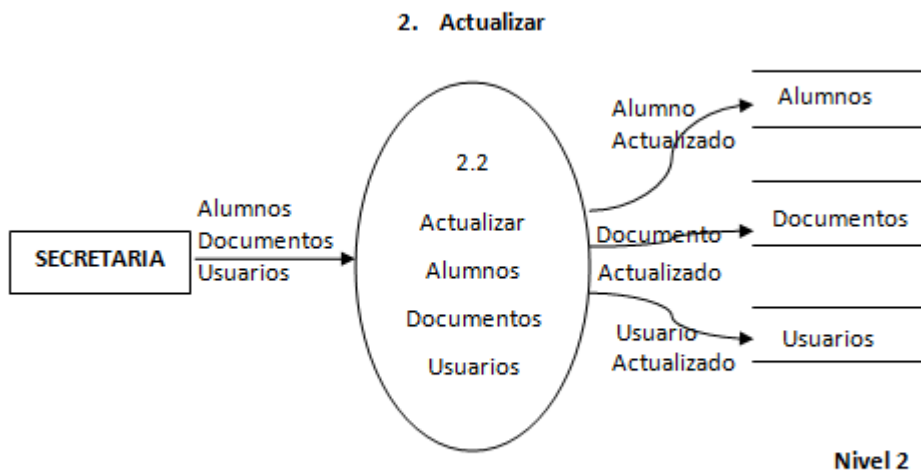 2. Actualizar
SECRETARIA
Alumnos
Documentos
Usuarios
2.2
Actualizar
Alumnos
Documentos
Usuarios
Alumno
Actualizado
Documento
Actualizado
Usuario
Actualizado
Alumnos
Documentos
Usuarios
Nivel 2